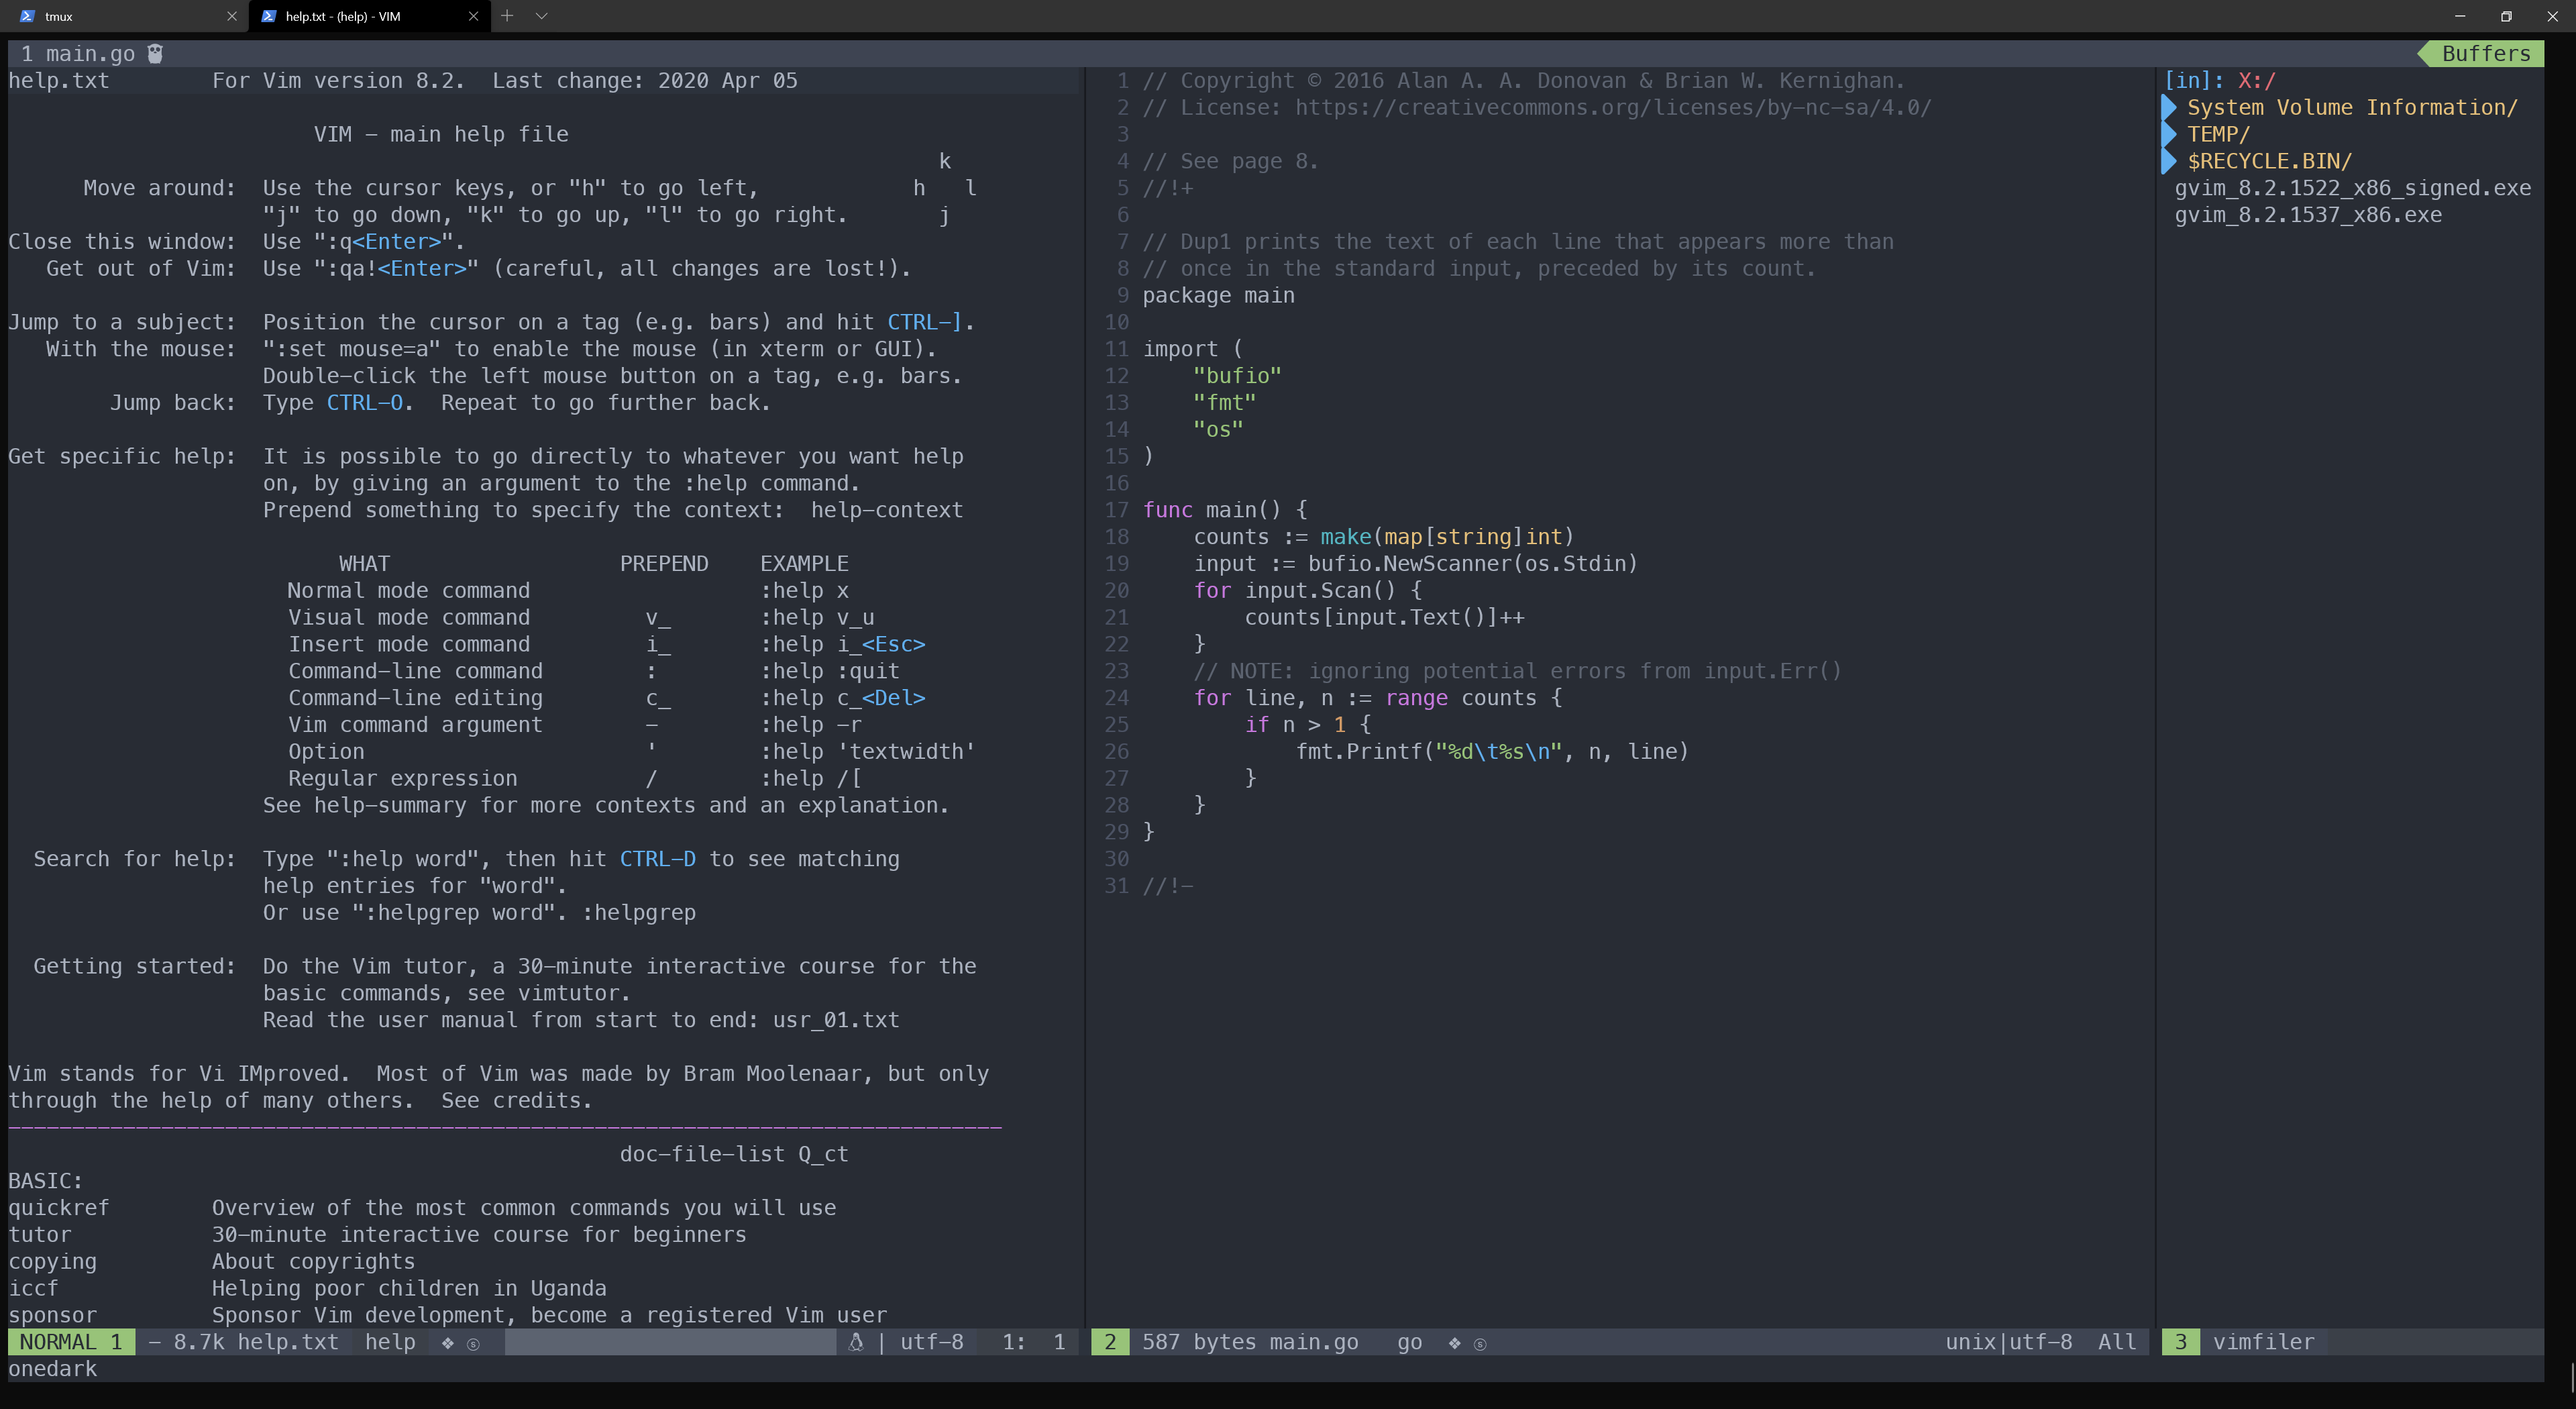 tmux
help.txt - (help) - VIM
1 main.go
Buffers
help.txt        For Vim version 8.2.  Last change: 2020 Apr 05
VIM - main help file
k
Move around:  Use the cursor keys, or "h" to go left,            h   l
"j" to go down, "k" to go up, "l" to go right.       j
Close this window:  Use ":q<Enter>".
Get out of Vim:  Use ":qa!<Enter>" (careful, all changes are lost!).
Jump to a subject:  Position the cursor on a tag (e.g. bars) and hit CTRL-].
With the mouse:  ":set mouse=a" to enable the mouse (in xterm or GUI).
Double-click the left mouse button on a tag, e.g. bars.
Jump back:  Type CTRL-O.  Repeat to go further back.
Get specific help:  It is possible to go directly to whatever you want help
on, by giving an argument to the :help command.
Prepend something to specify the context:  help-context
WHAT                  PREPEND    EXAMPLE
Normal mode command                  :help x
Visual mode command         v_       :help v_u
Insert mode command         i_       :help i_<Esc>
Command-line command        :        :help :quit
Command-line editing        c_       :help c_<Del>
Vim command argument        -        :help -r
Option                      '        :help 'textwidth'
Regular expression          /        :help /[
See help-summary for more contexts and an explanation.
Search for help:  Type ":help word", then hit CTRL-D to see matching
help entries for "word".
Or use ":helpgrep word". :helpgrep
Getting started:  Do the Vim tutor, a 30-minute interactive course for the
basic commands, see vimtutor.
Read the user manual from start to end: usr_01.txt
Vim stands for Vi IMproved.  Most of Vim was made by Bram Moolenaar, but only
through the help of many others.  See credits.
------------------------------------------------------------------------------
doc-file-list Q_ct
BASIC:
quickref        Overview of the most common commands you will use
tutor           30-minute interactive course for beginners
copying         About copyrights
iccf            Helping poor children in Uganda
sponsor         Sponsor Vim development, become a registered Vim user
NORMAL 1  - 8.7k help.txt  help  ❖ ⓢ  | utf-8   1:  1
onedark
1 // Copyright © 2016 Alan A. A. Donovan & Brian W. Kernighan.
2 // License: https://creativecommons.org/licenses/by-nc-sa/4.0/
3
4 // See page 8.
5 //!+
6
7 // Dup1 prints the text of each line that appears more than
8 // once in the standard input, preceded by its count.
9 package main
10
11 import (
12     "bufio"
13     "fmt"
14     "os"
15 )
16
17 func main() {
18     counts := make(map[string]int)
19     input := bufio.NewScanner(os.Stdin)
20     for input.Scan() {
21         counts[input.Text()]++
22     }
23     // NOTE: ignoring potential errors from input.Err()
24     for line, n := range counts {
25         if n > 1 {
26             fmt.Printf("%d\t%s\n", n, line)
27         }
28     }
29 }
30
31 //!-
2  587 bytes main.go   go  ❖ ⓢ  unix|utf-8  All
[in]: X:/
System Volume Information/
TEMP/
$RECYCLE.BIN/
gvim_8.2.1522_x86_signed.exe
gvim_8.2.1537_x86.exe
3  vimfiler